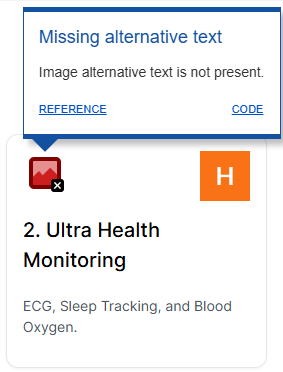 Missing alternative text
Image alternative text is not present.
REFERENCE CODE
H
2. Ultra Health
Monitoring
ECG, Sleep Tracking, and Blood
Oxygen.